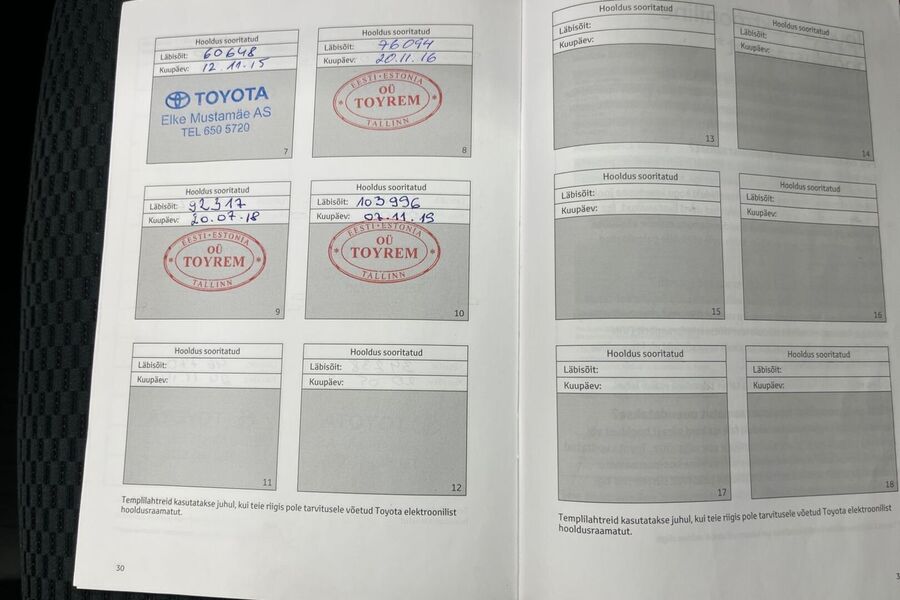 Hooldus sooritatud
Läbisõit: 60648
Kuupäev: 12.11.15
TOYOTA
Elke Mustamäe AS
TEL 650 5720
7
Hooldus sooritatud
Läbisõit: 76094
Kuupäev: 20.11.16
EESTI-ESTONIA
OÜ
TOYREM
TALLINN
8
Hooldus sooritatud
Läbisõit: 92317
Kuupäev: 20.07.18
EESTI-ESTONIA
OÜ
TOYREM
TALLINN
9
Hooldus sooritatud
Läbisõit: 103996
Kuupäev: 07.11.19
EESTI-ESTONIA
OÜ
TOYREM
TALLINN
10
Hooldus sooritatud
Läbisõit:
Kuupäev:
11
Hooldus sooritatud
Läbisõit:
Kuupäev:
12
Templilahtreid kasutatakse juhul, kui teie riigis pole tarvitusele võetud Toyota elektroonilist
hooldusraamatut.
30
Hooldus sooritatud
Läbisõit:
Kuupäev:
13
Hooldus sooritatud
Läbisõit:
Kuupäev:
14
Hooldus sooritatud
Läbisõit:
Kuupäev:
15
Hooldus sooritatud
Läbisõit:
Kuupäev:
16
Hooldus sooritatud
Läbisõit:
Kuupäev:
17
Hooldus sooritatud
Läbisõit:
Kuupäev:
18
Templilahtreid kasutatakse juhul, kui teie riigis pole tarvitusele võetud Toyota elektroonilist
hooldusraamatut.